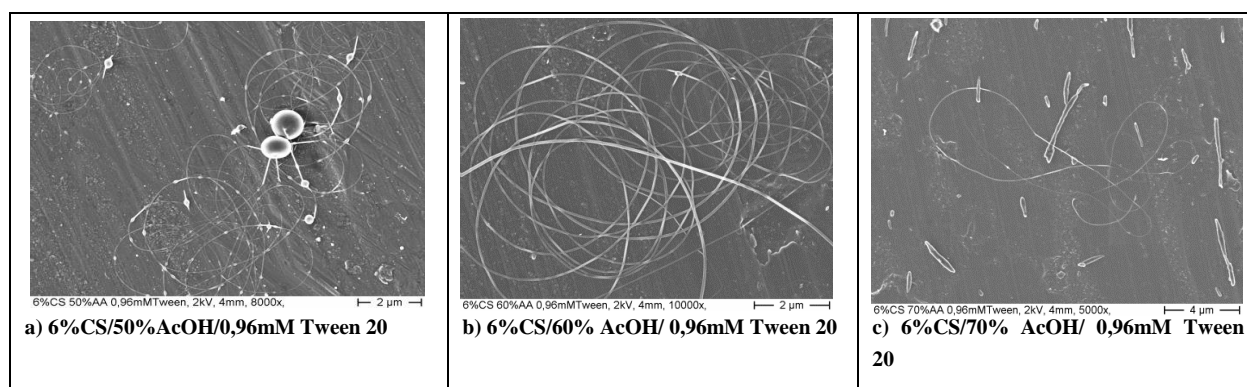 6%CS 50%AA 0,96mMTween, 2kV, 4mm, 8000x,
2 µm
a) 6%CS/50%AcOH/0,96mM Tween 20
6%CS 60%AA 0,96mMTween, 2kV, 4mm, 10000x,
2 µm
b) 6%CS/60% AcOH/ 0,96mM Tween 20
6%CS 70%AA 0,96mMTween, 2kV, 4mm, 5000x,
4 µm
c) 6%CS/70% AcOH/ 0,96mM Tween
20